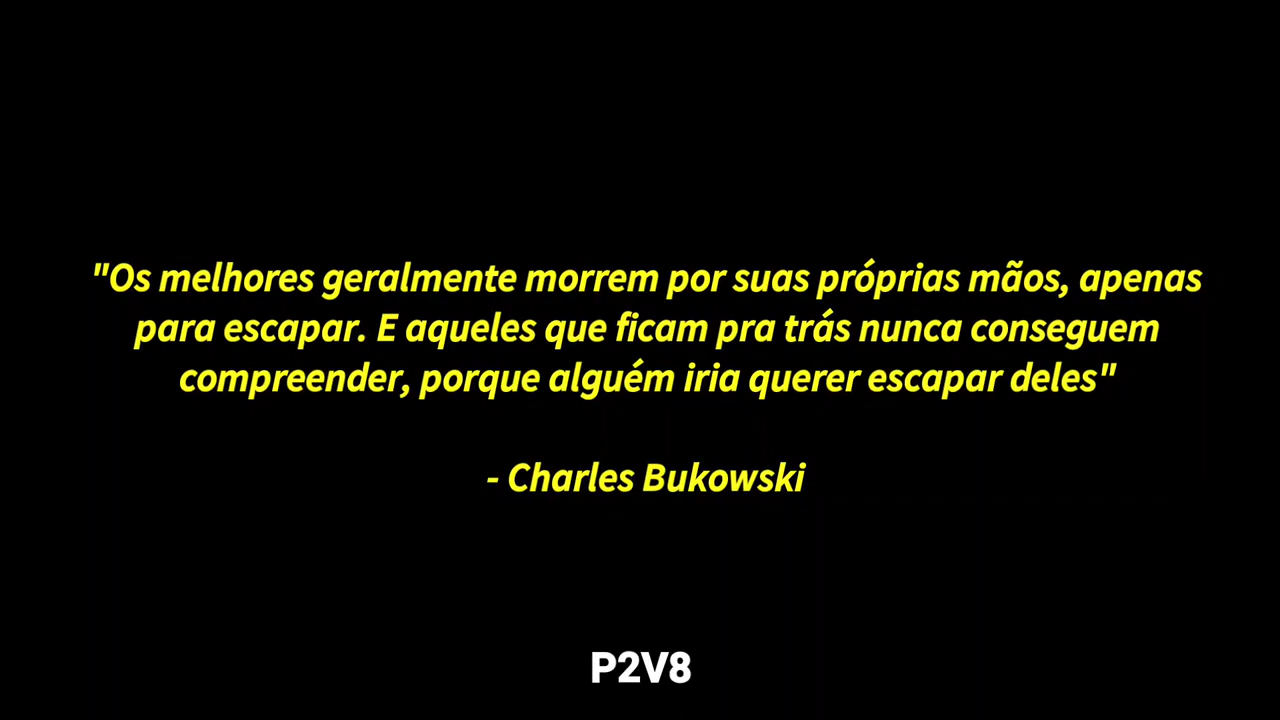 "Os melhores geralmente morrem por suas próprias mãos, apenas
para escapar. E aqueles que ficam pra trás nunca conseguem
compreender, porque alguém iria querer escapar deles"
- Charles Bukowski
P2V8